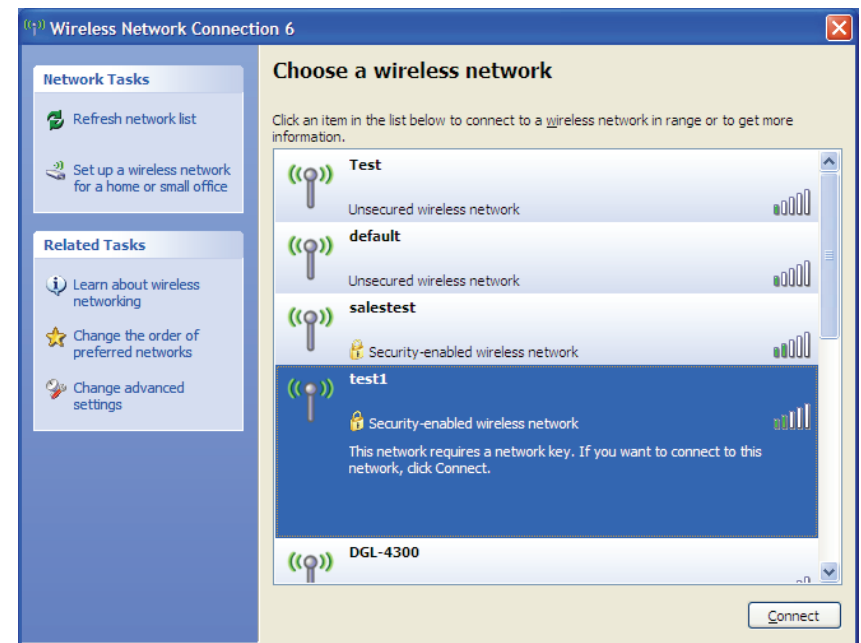 Wireless Network Connection 6
Network Tasks
Refresh network list
Set up a wireless network
for a home or small office
Related Tasks
Learn about wireless
networking
Change the order of
preferred networks
Change advanced
settings
Choose a wireless network
Click an item in the list below to connect to a wireless network in range or to get more
information.
Test
Unsecured wireless network
default
Unsecured wireless network
salestest
Security-enabled wireless network
test1
Security-enabled wireless network
This network requires a network key. If you want to connect to this
network, click Connect.
DGL-4300
Connect